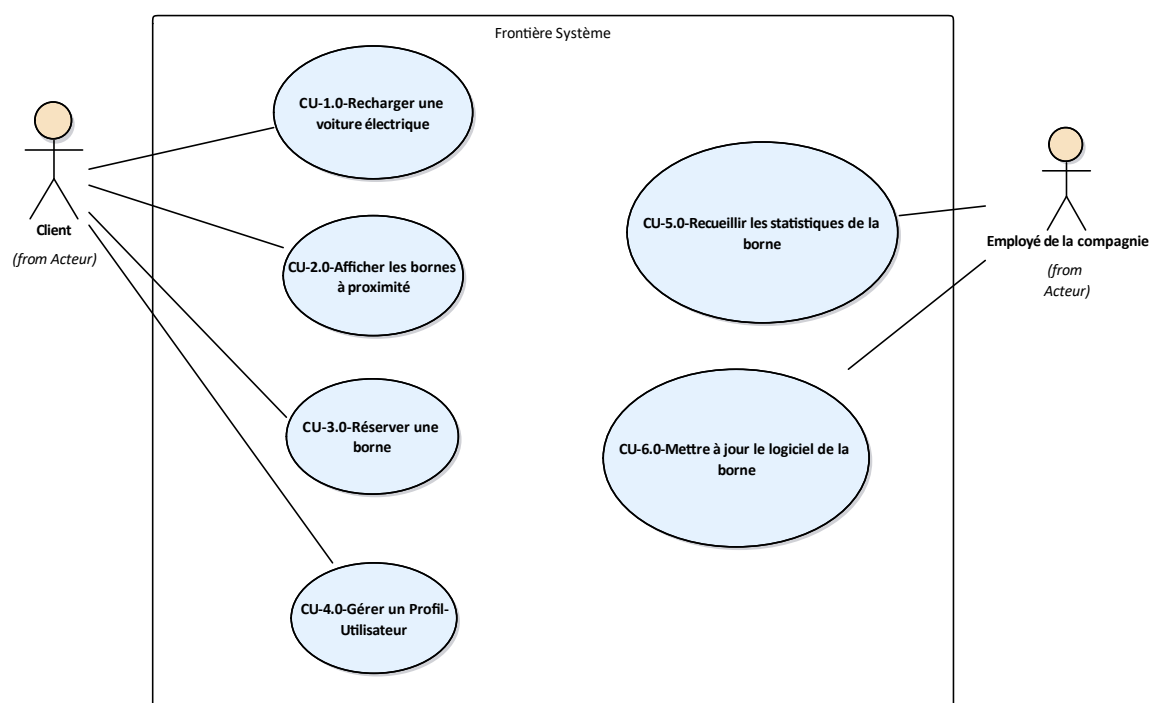 Frontière Système
CU-1.0-Recharger une
voiture électrique
Client
(from Acteur)
CU-2.0-Afficher les bornes
à proximité
CU-3.0-Réserver une
borne
CU-4.0-Gérer un Profil-
Utilisateur
CU-5.0-Recueillir les statistiques de la
borne
CU-6.0-Mettre à jour le logiciel de la
borne
Employé de la compagnie
(from
Acteur)